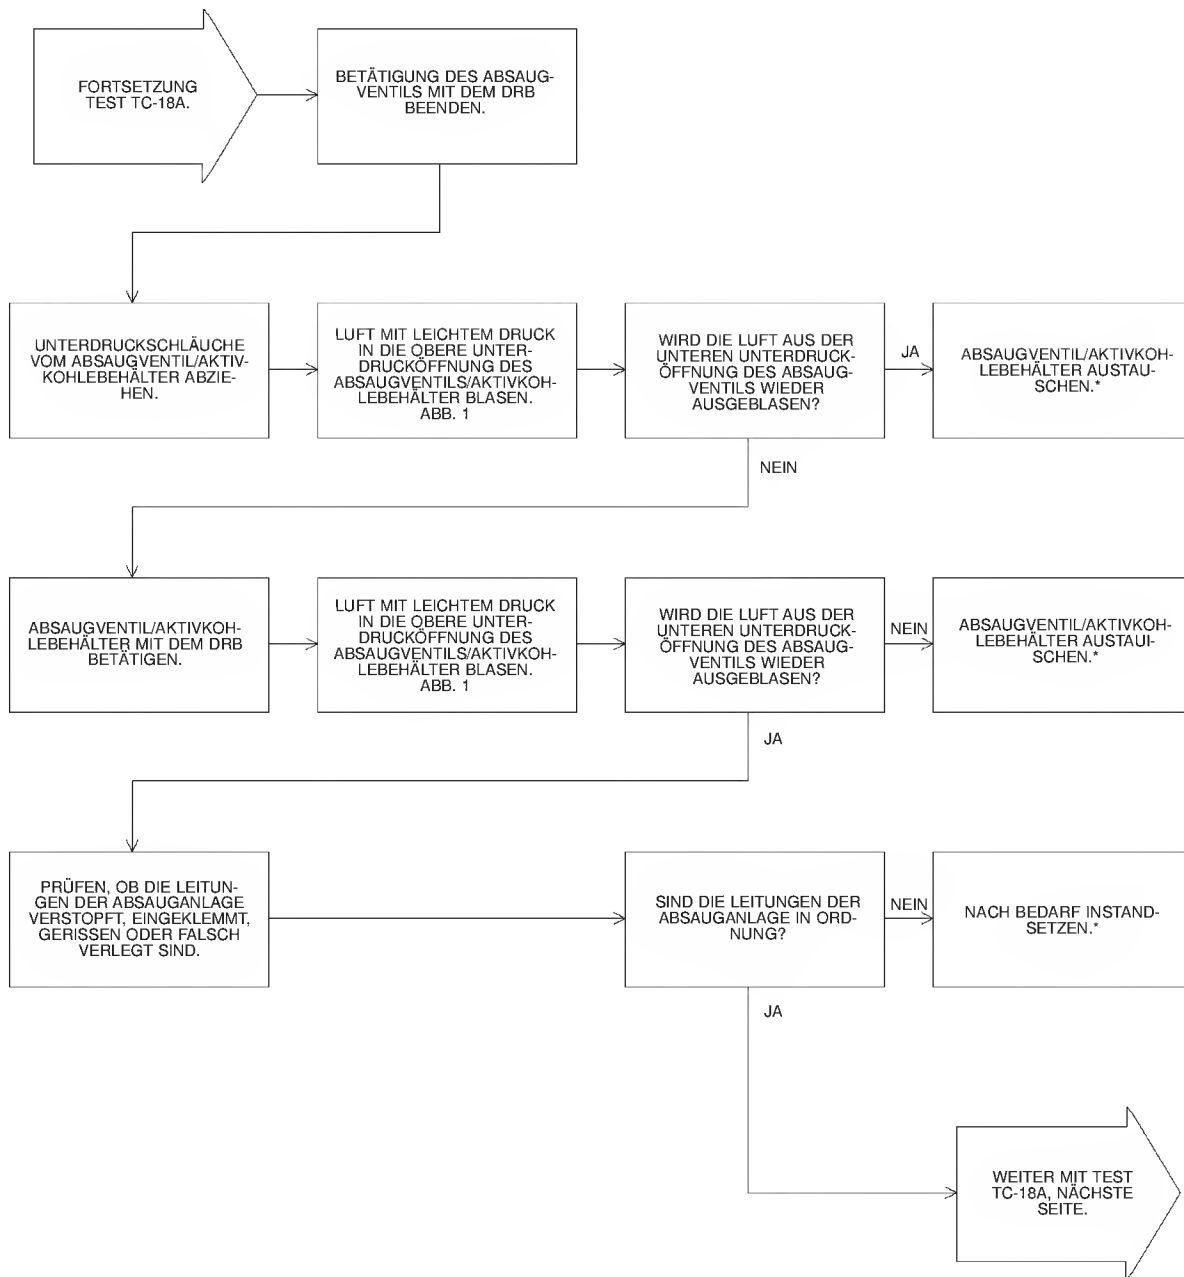 FORTSETZUNG
TEST TC-18A.
BETÄTIGUNG DES ABSAUG-
VENTILS MIT DEM DRB
BEENDEN.
UNTERDRUCKSCHLÄUCHE
VOM ABSAUGVENTIL/AKTIV-
KOHLEBEHÄLTER ABZIE-
HEN.
LUFT MIT LEICHTEM DRUCK
IN DIE OBERE UNTER-
DRUCKÖFFNUNG DES
ABSAUGVENTILS/AKTIVKOH-
LEBEHÄLTER BLASEN.
ABB. 1
WIRD DIE LUFT AUS DER
UNTEREN UNTERDRUCK-
ÖFFNUNG DES ABSAUG-
VENTILS WIEDER
AUSGEBLASEN?
JA
ABSAUGVENTIL/AKTIVKOH-
LEBEHÄLTER AUSTAU-
SCHEN.*
NEIN
ABSAUGVENTIL/AKTIVKOH-
LEBEHÄLTER MIT DEM DRB
BETÄTIGEN.
LUFT MIT LEICHTEM DRUCK
IN DIE OBERE UNTER-
DRUCKÖFFNUNG DES
ABSAUGVENTILS/AKTIVKOH-
LEBEHÄLTER BLASEN.
ABB. 1
WIRD DIE LUFT AUS DER
UNTEREN UNTERDRUCK-
ÖFFNUNG DES ABSAUG-
VENTILS WIEDER
AUSGEBLASEN?
NEIN
ABSAUGVENTIL/AKTIVKOH-
LEBEHÄLTER AUSTAU-
SCHEN.*
JA
PRÜFEN, OB DIE LEITUN-
GEN DER ABSAUGANLAGE
VERSTOPFT, EINGEKLEMMT,
GERISSEN ODER FALSCH
VERLEGT SIND.
SIND DIE LEITUNGEN DER
ABSAUGANLAGE IN ORD-
NUNG?
NEIN
NACH BEDARF INSTAND-
SETZEN.*
JA
WEITER MIT TEST
TC-18A, NÄCHSTE
SEITE.